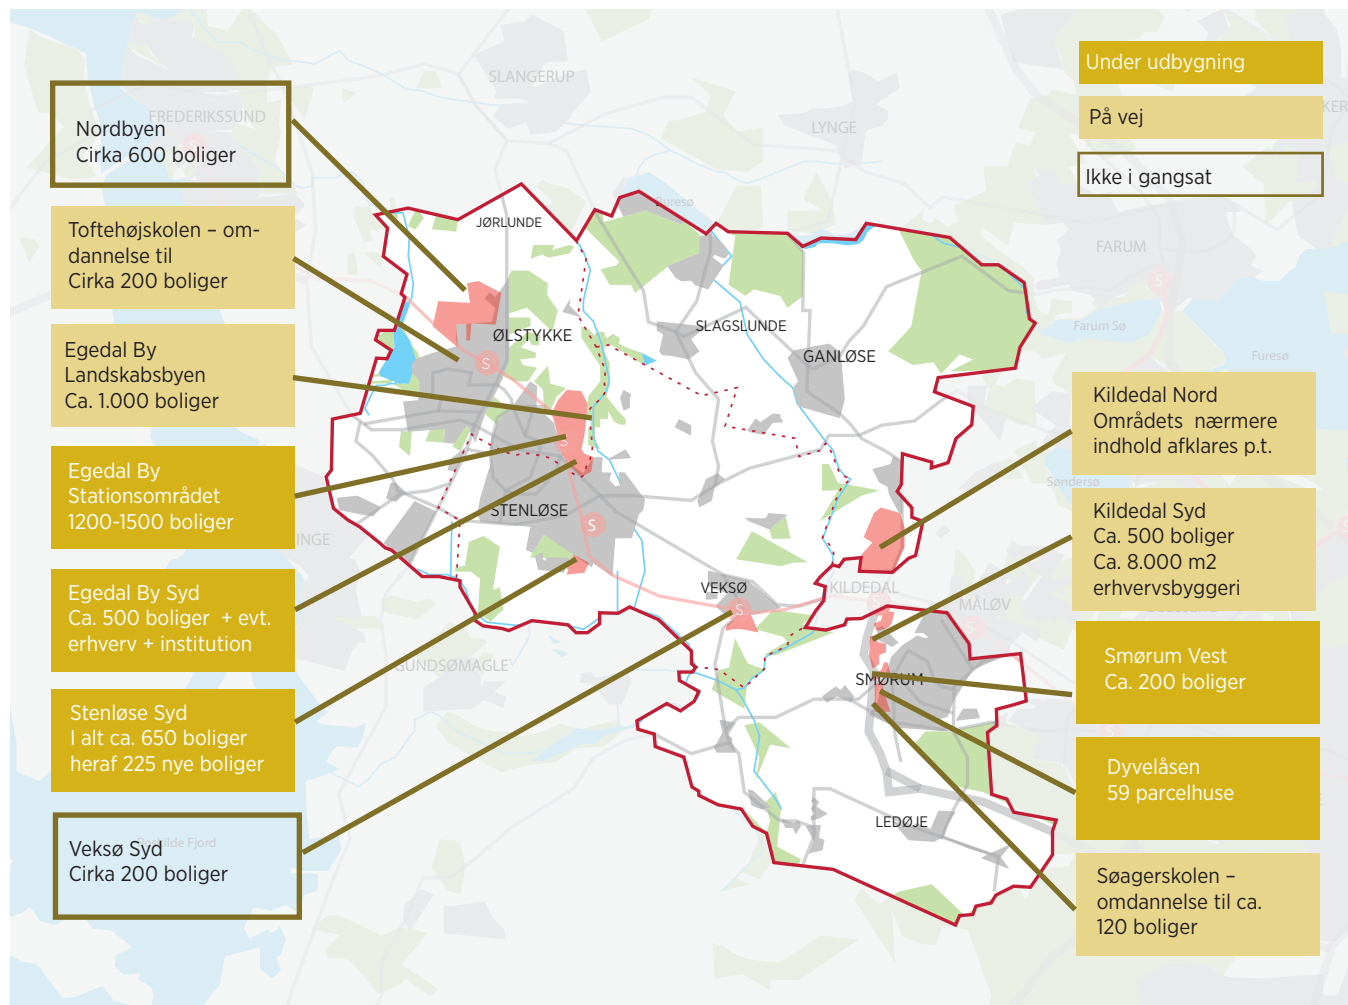 Under udbygning
På vej
Ikke i gangsat
Nordbyen
Cirka 600 boliger
Toftehøjskolen – om-
dannelse til
Cirka 200 boliger
Egedal By
Landskabsbyen
Ca. 1.000 boliger
Egedal By
Stationsområdet
1200-1500 boliger
Egedal By Syd
Ca. 500 boliger + evt.
erhverv + institution
Stenløse Syd
I alt ca. 650 boliger
heraf 225 nye boliger
Veksø Syd
Cirka 200 boliger
Kildedal Nord
Områdets nærmere
indhold afklares p.t.
Kildedal Syd
Ca. 500 boliger
Ca. 8.000 m2
erhvervsbyggeri
Smørum Vest
Ca. 200 boliger
Dyvelåsen
59 parcelhuse
Søagerskolen –
omdannelse til ca.
120 boliger
SLANGERUP
FREDERIKSSUND
LYNGE
Buresø
JØRLUNDE
FARUM
S
ØLSTYKKE
SLAGSLUNDE
GANLØSE
Farum Sø
Furesø
S
S
STENLØSE
S
Søndersø
VEKSØ
KILDEDAL
MÅLØV
S
S
S
GUNDSØMAGLE
SMØRUM
S
LEDØJE
Roskilde Fjord